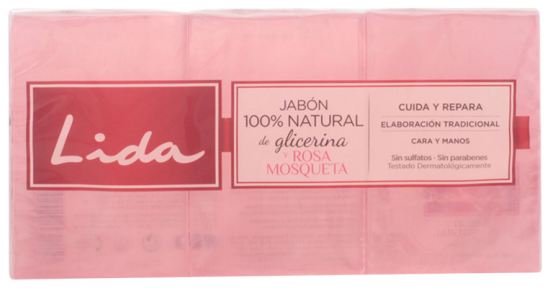 Lida
JABÓN
100% NATURAL
de glicerina
y ROSA
MOSQUETA
CUIDA Y REPARA
ELABORACIÓN TRADICIONAL
CARA Y MANOS
Sin sulfatos · Sin parabenes
Testado Dermatológicamente